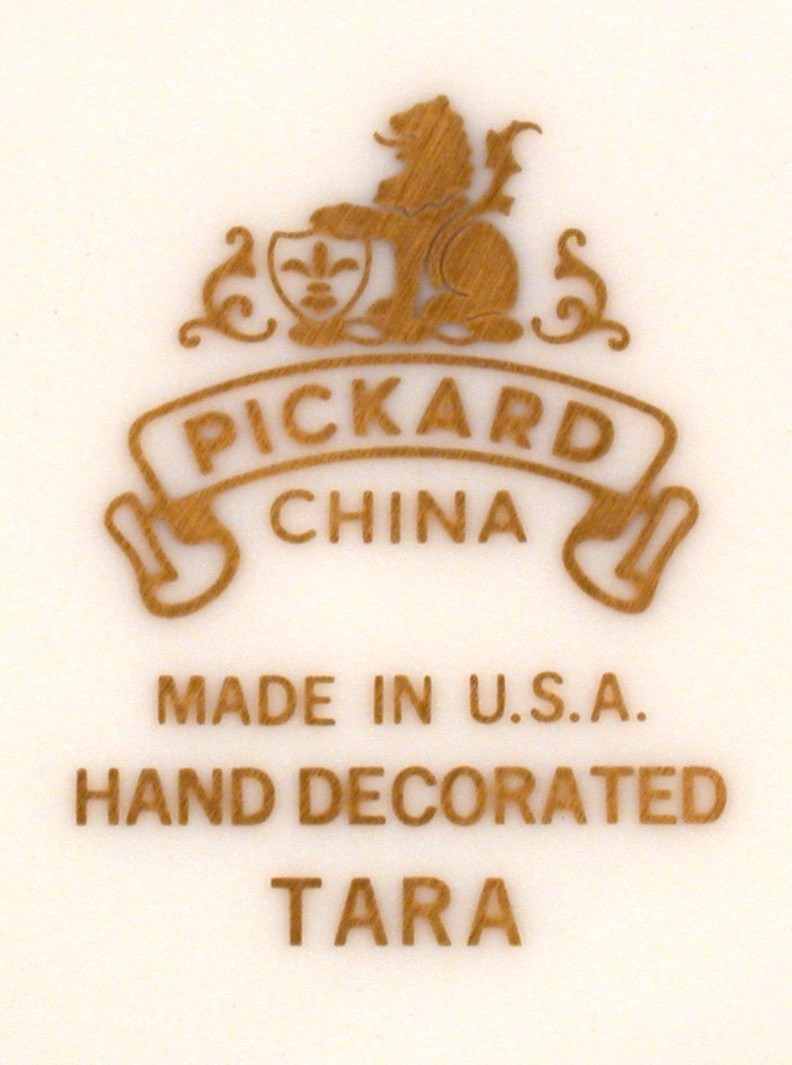 PICKARD
CHINA
MADE IN U.S.A.
HAND DECORATED
TARA